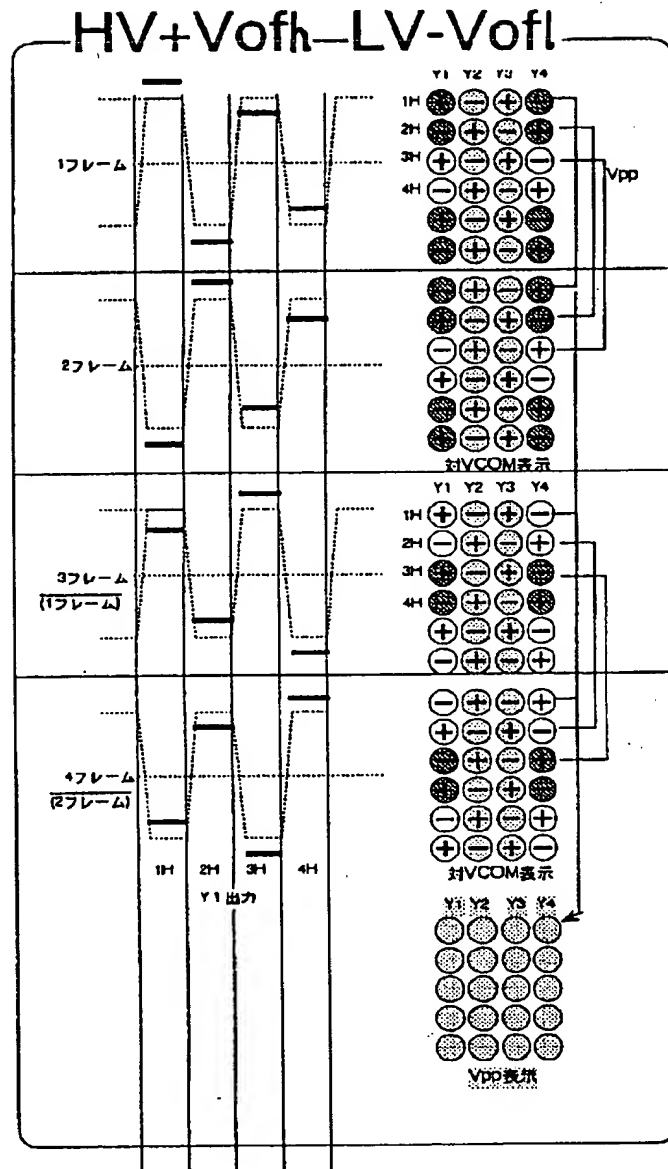 HV+Vofh—LV-Vofl
Y1 Y2 Y3 Y4
1H − +
2H + −
1フレーム
3H + − + −
Vpp
4H − + − +
− +
+ −
+ −
− +
2フレーム
− + − +
+ − + −
+ −
− +
対VCOM表示
Y1 Y2 Y3 Y4
1H + − + −
2H − + − +
3フレーム
(1フレーム)
3H − +
4H + −
+ − + −
− + − +
− + − +
+ − + −
4フレーム
(2フレーム)
+ −
− +
− + − +
+ − + −
1H 2H 3H 4H
対VCOM表示
Y1出力
Y1 Y2 Y3 Y4
Vpp表示